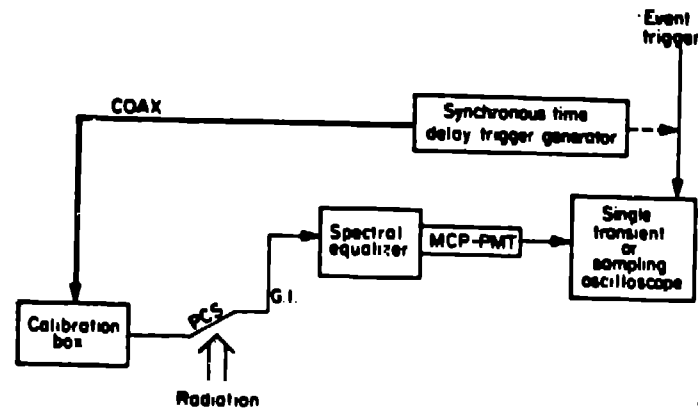 Event
trigger
COAX
Synchronous time
delay trigger generator
Spectral
equalizer
MCP-PMT
Single
transient
or
sampling
oscilloscope
G.I.
PCS
Calibration
box
Radiation